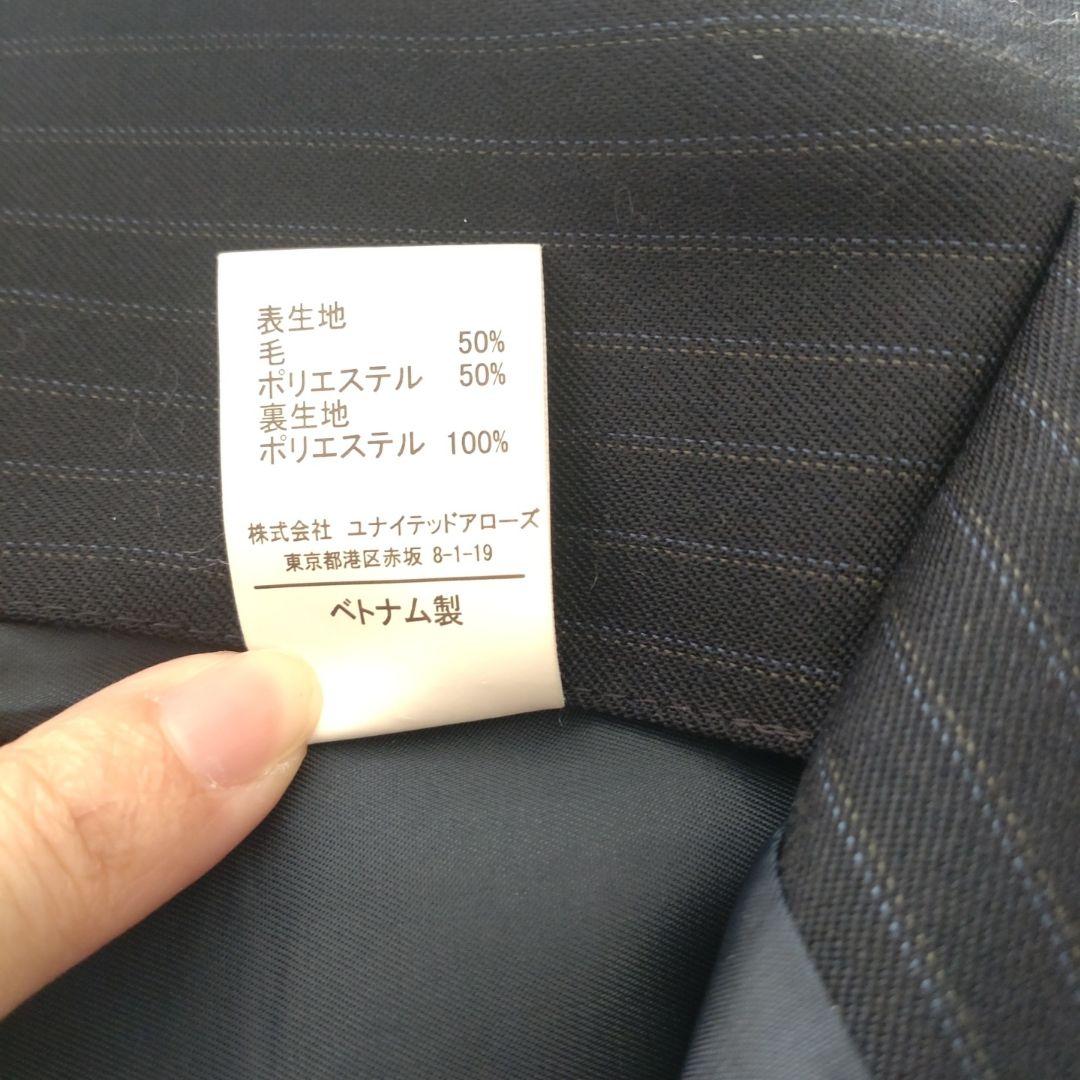 表生地
毛 50%
ポリエステル 50%
裏生地
ポリエステル 100%
株式会社 ユナイテッドアローズ
東京都港区赤坂 8-1-19
ベトナム製